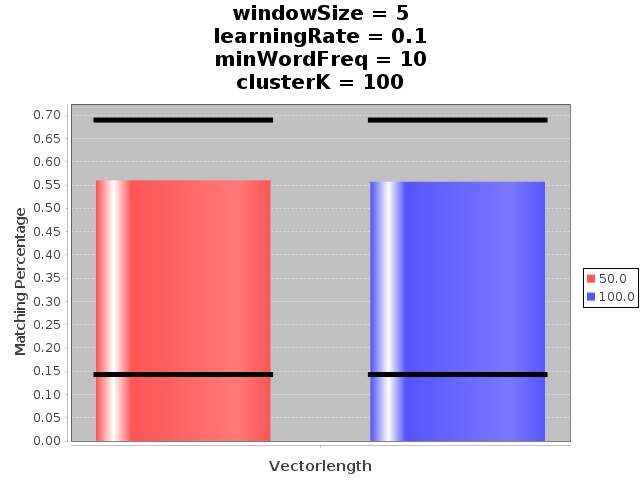 windowSize = 5
learningRate = 0.1
minWordFreq = 10
clusterK = 100
0.70
0.65
0.60
0.55
0.50
0.45
0.40
0.35
0.30
0.25
0.20
0.15
0.10
0.05
0.00
Matching Percentage
Vectorlength
50.0
100.0